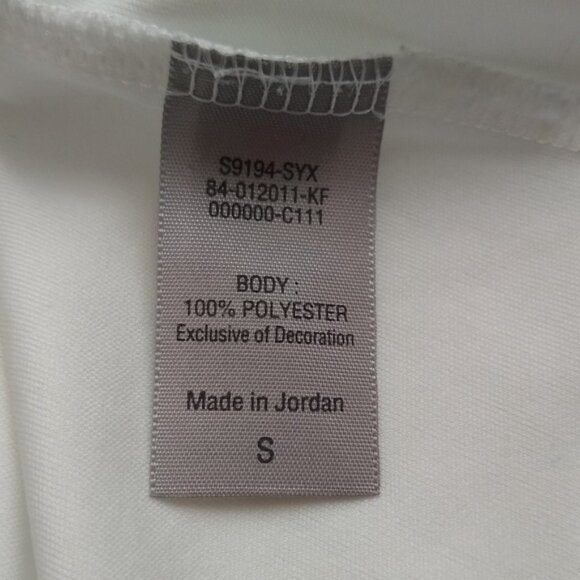 S9194-SYX
84-012011-KF
000000-C111
BODY :
100% POLYESTER
Exclusive of Decoration
Made in Jordan
S